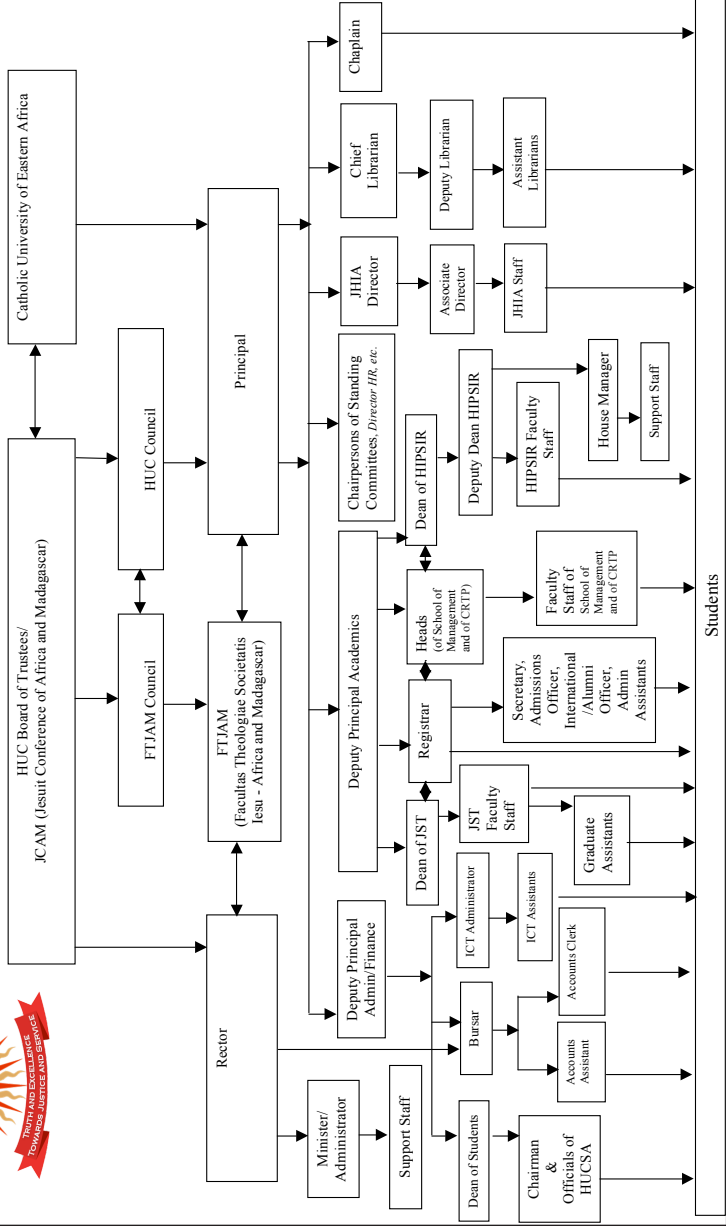 TRUTH AND EXCELLENCE
TOWARDS JUSTICE AND SERVICE
HUC Board of Trustees/
JCAM (Jesuit Conference of Africa and Madagascar)
Catholic University of Eastern Africa
FTJAM Council
HUC Council
Rector
FTJAM
(Facultas Theologiae Societatis
Iesu - Africa and Madagascar)
Principal
Minister/
Administrator
Support Staff
Deputy Principal
Admin/Finance
Deputy Principal Academics
Chairpersons of Standing
Committees, Director HR, etc.
JHIA
Director
Chief
Librarian
Chaplain
Dean of JST
Registrar
Heads
(of School of
Management
and of CRTP)
Dean of HIPSIR
Associate
Director
Deputy Librarian
Dean of Students
Bursar
ICT Administrator
JST
Faculty
Staff
Deputy Dean HIPSIR
JHIA Staff
Assistant
Librarians
Chairman
&
Officials of
HUCSA
Accounts
Assistant
Accounts Clerk
ICT Assistants
Graduate
Assistants
Secretary,
Admissions
Officer,
International
/Alumni
Officer,
Admin
Assistants
Faculty
Staff of
School of
Management
and of CRTP
HIPSIR Faculty
Staff
House Manager
Support Staff
Students